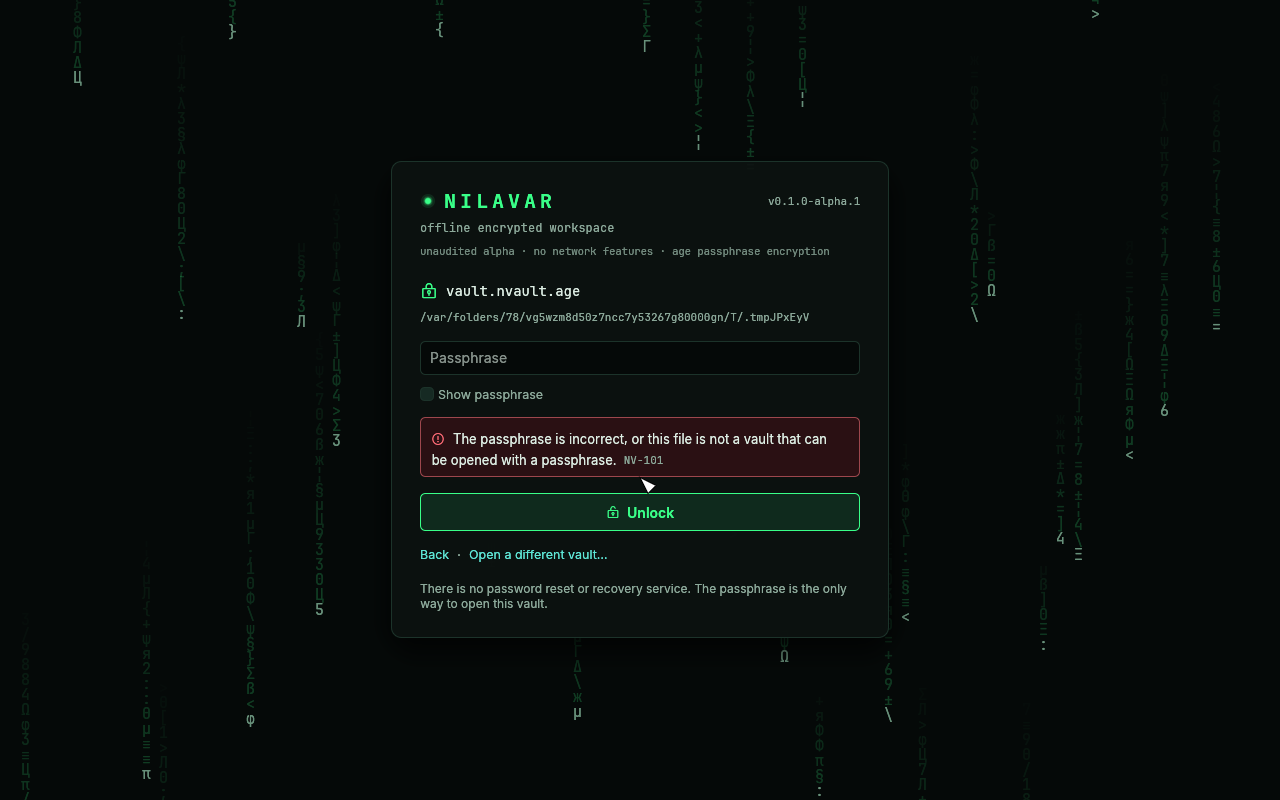 NILAVAR
v0.1.0-alpha.1
offline encrypted workspace
unaudited alpha · no network features · age passphrase encryption
vault.nvault.age
/var/folders/78/vg5wzm8d50z7ncc7y53267g80000gn/T/.tmpJPxEyV
Passphrase
Show passphrase
The passphrase is incorrect, or this file is not a vault that can
be opened with a passphrase. NV-101
Unlock
Back · Open a different vault...
There is no password reset or recovery service. The passphrase is the only
way to open this vault.